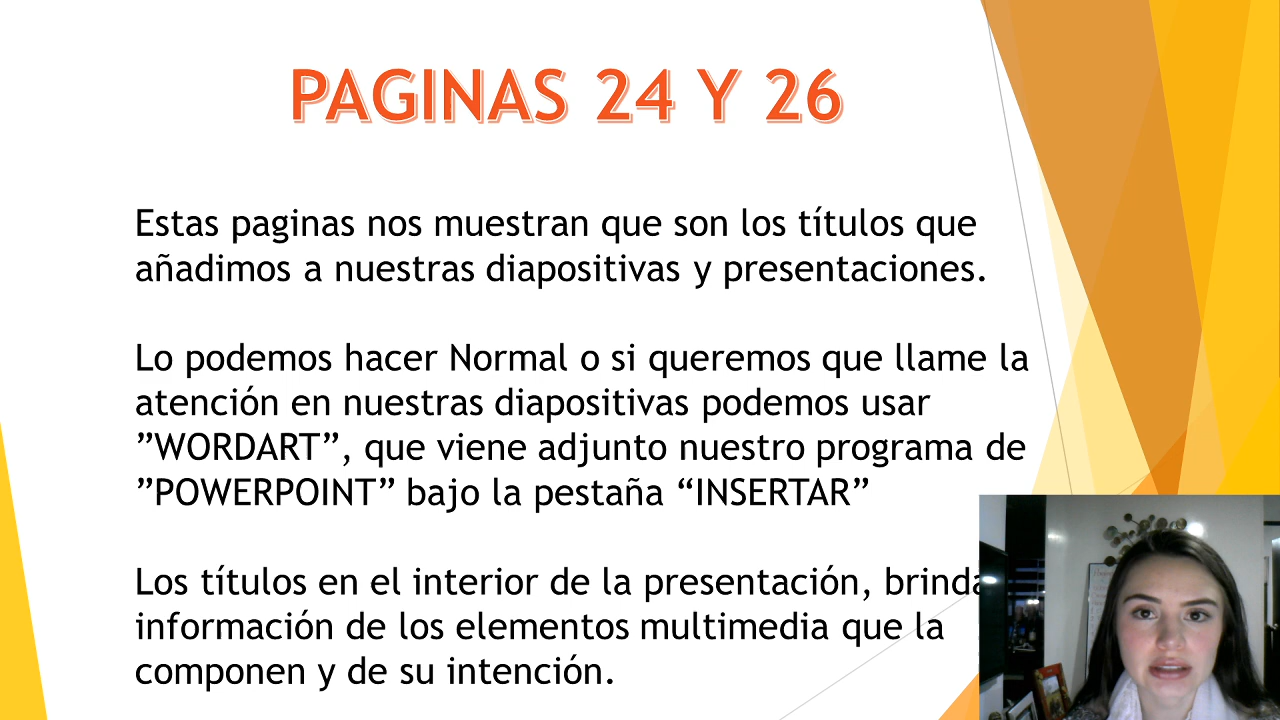 PAGINAS 24 Y 26
Estas paginas nos muestran que son los títulos que
añadimos a nuestras diapositivas y presentaciones.
Lo podemos hacer Normal o si queremos que llame la
atención en nuestras diapositivas podemos usar
”WORDART”, que viene adjunto nuestro programa de
”POWERPOINT” bajo la pestaña “INSERTAR”
Los títulos en el interior de la presentación,
información de los elementos multimedia que la
componen y de su intención.